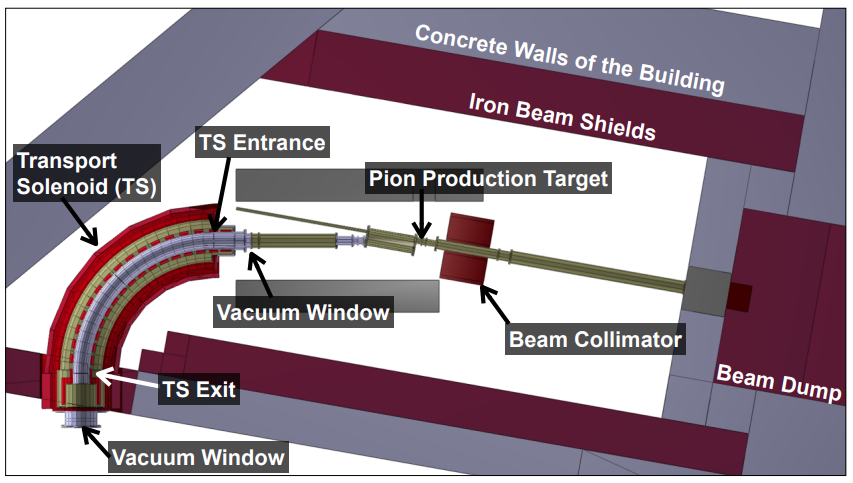 Concrete Walls of the Building
Iron Beam Shields
TS Entrance
Transport
Solenoid (TS)
Pion Production Target
Vacuum Window
Beam Collimator
Beam Dump
TS Exit
Vacuum Window